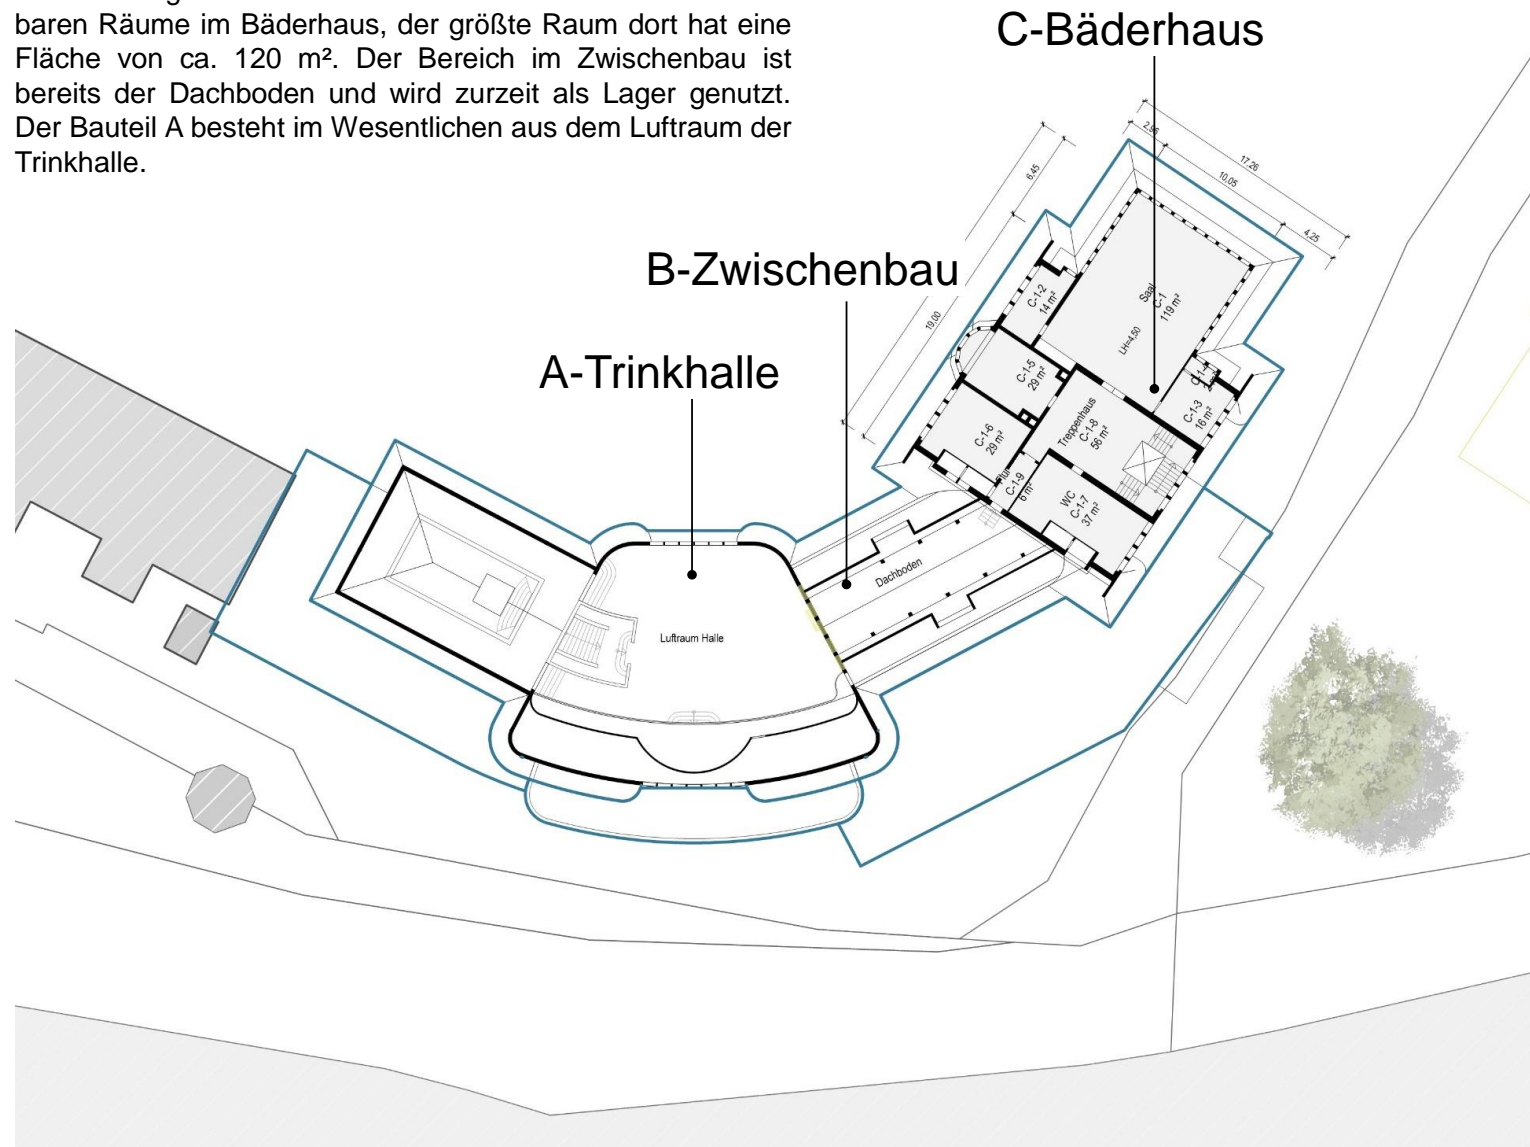 baren Räume im Bäderhaus, der größte Raum dort hat eine
Fläche von ca. 120 m². Der Bereich im Zwischenbau ist
bereits der Dachboden und wird zurzeit als Lager genutzt.
Der Bauteil A besteht im Wesentlichen aus dem Luftraum der
Trinkhalle.
C-Bäderhaus
B-Zwischenbau
A-Trinkhalle
2,96
17,26
10,05
4,25
6,45
19,00
C-1-2
14 m²
Saal
C-1
119 m²
LH=4,50
C-1-5
29 m²
C-1-3
16 m²
C-1-6
29 m²
Treppenhaus
C-1-8
56 m²
C-1-9
6 m²
WC
C-1-7
37 m²
Dachboden
Luftraum Halle